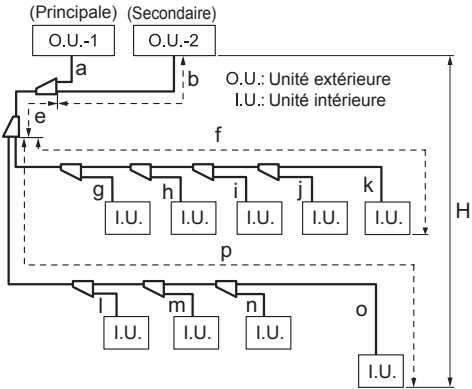 (Principale) (Secondaire)
O.U.-1 O.U.-2
a
b
O.U.: Unité extérieure
I.U.: Unité intérieure
e
f
g h i j k
I.U. I.U. I.U. I.U. I.U.
H
p
l m n o
I.U. I.U. I.U.
I.U.